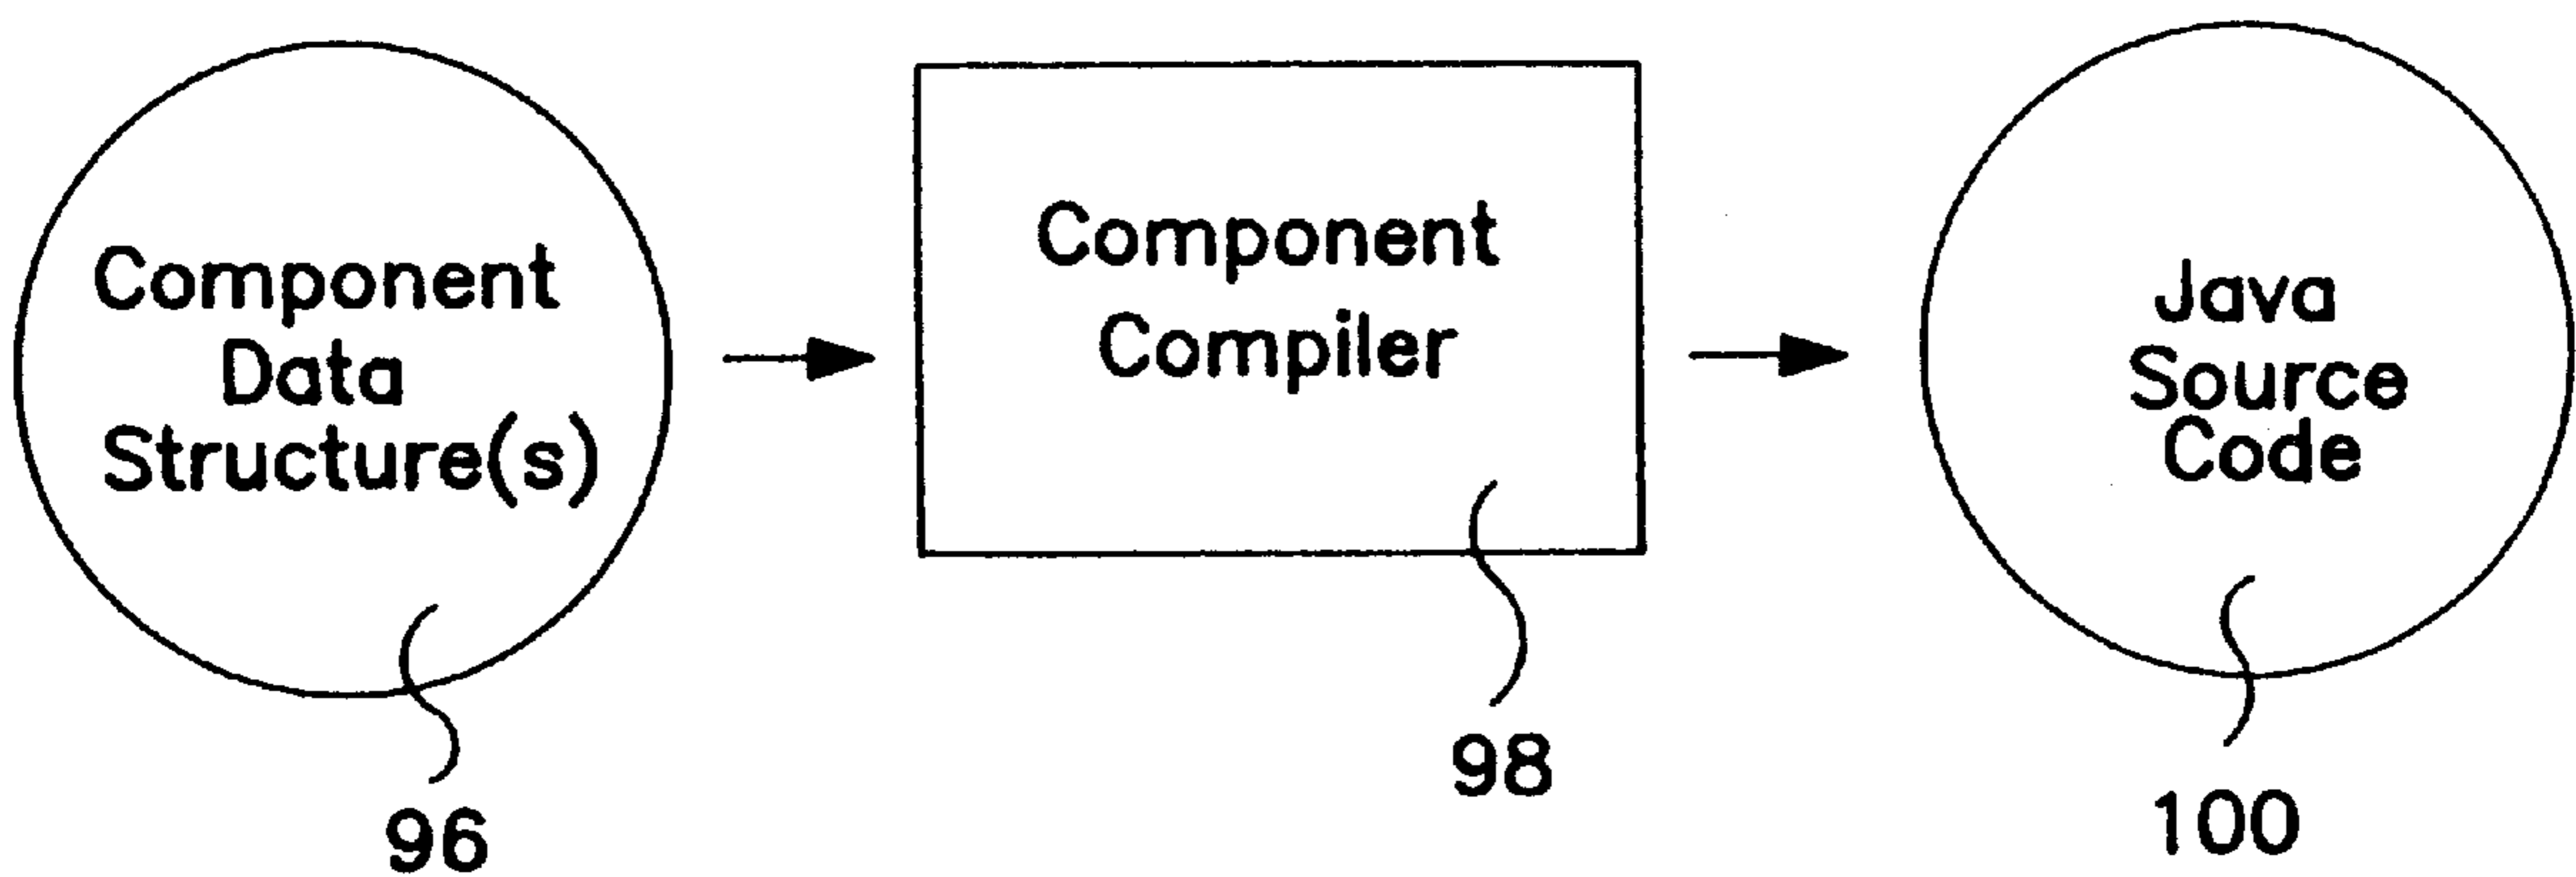 Component
Data
Structure(s)
96
Component
Compiler
98
Java
Source
Code
100